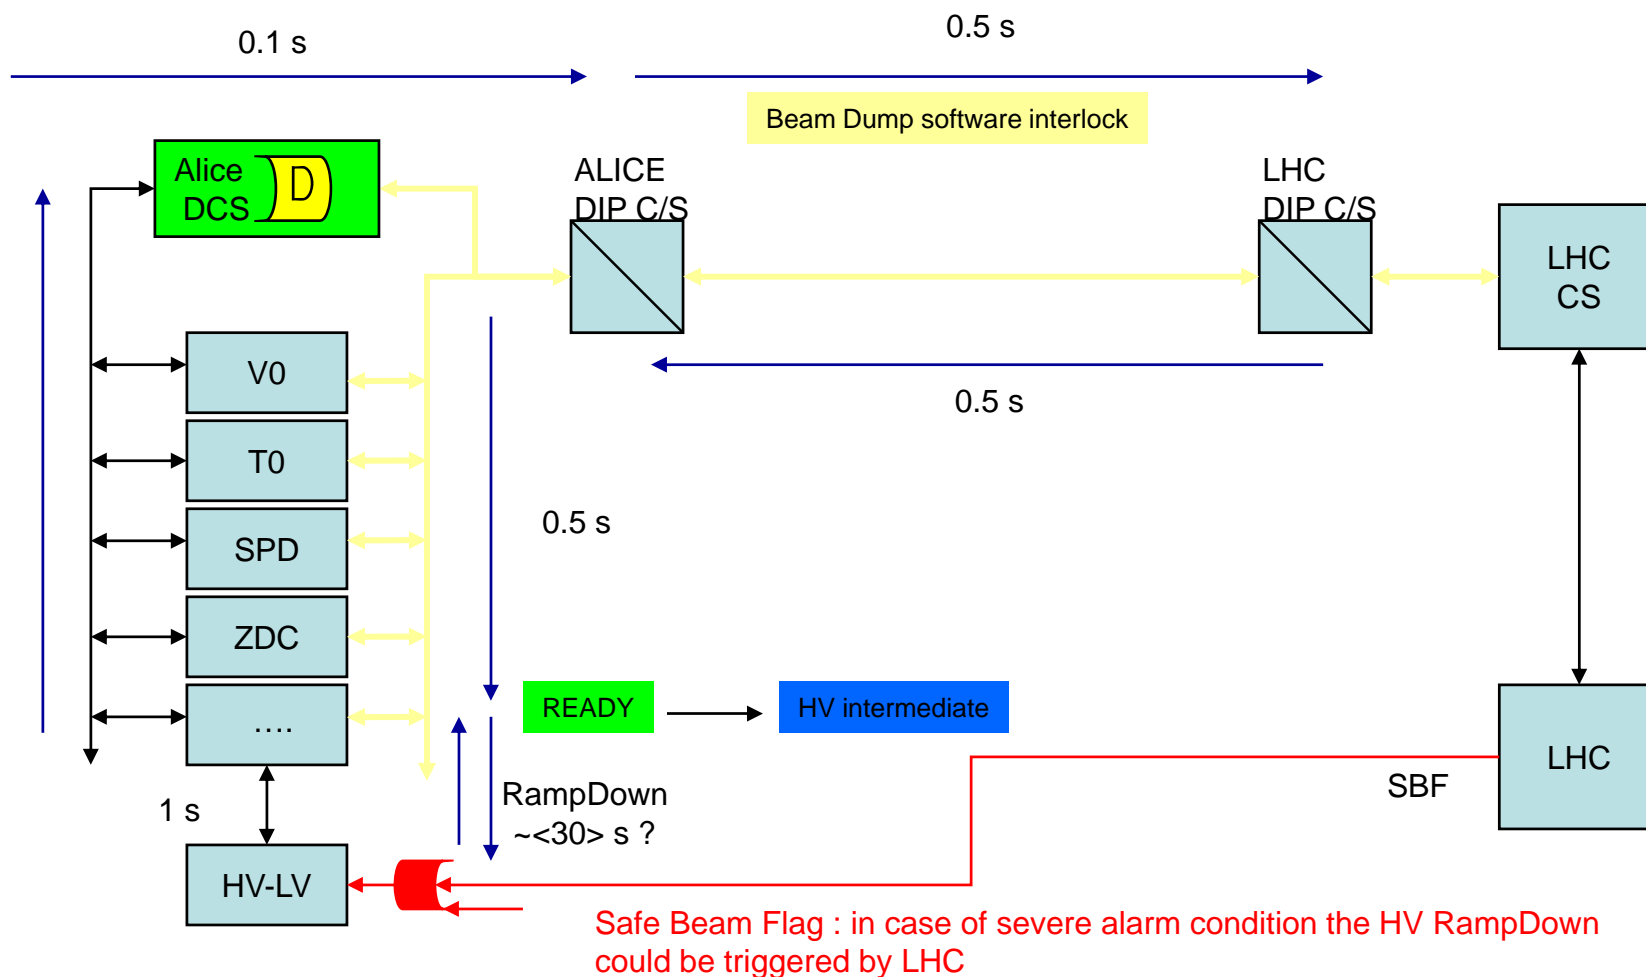 0.1 s
0.5 s
Beam Dump software interlock
Alice
DCS
D
ALICE
DIP C/S
LHC
DIP C/S
LHC
CS
V0
0.5 s
T0
SPD
0.5 s
ZDC
READY
HV intermediate
....
LHC
SBF
1 s
RampDown
~<30> s ?
HV-LV
Safe Beam Flag : in case of severe alarm condition the HV RampDown
could be triggered by LHC